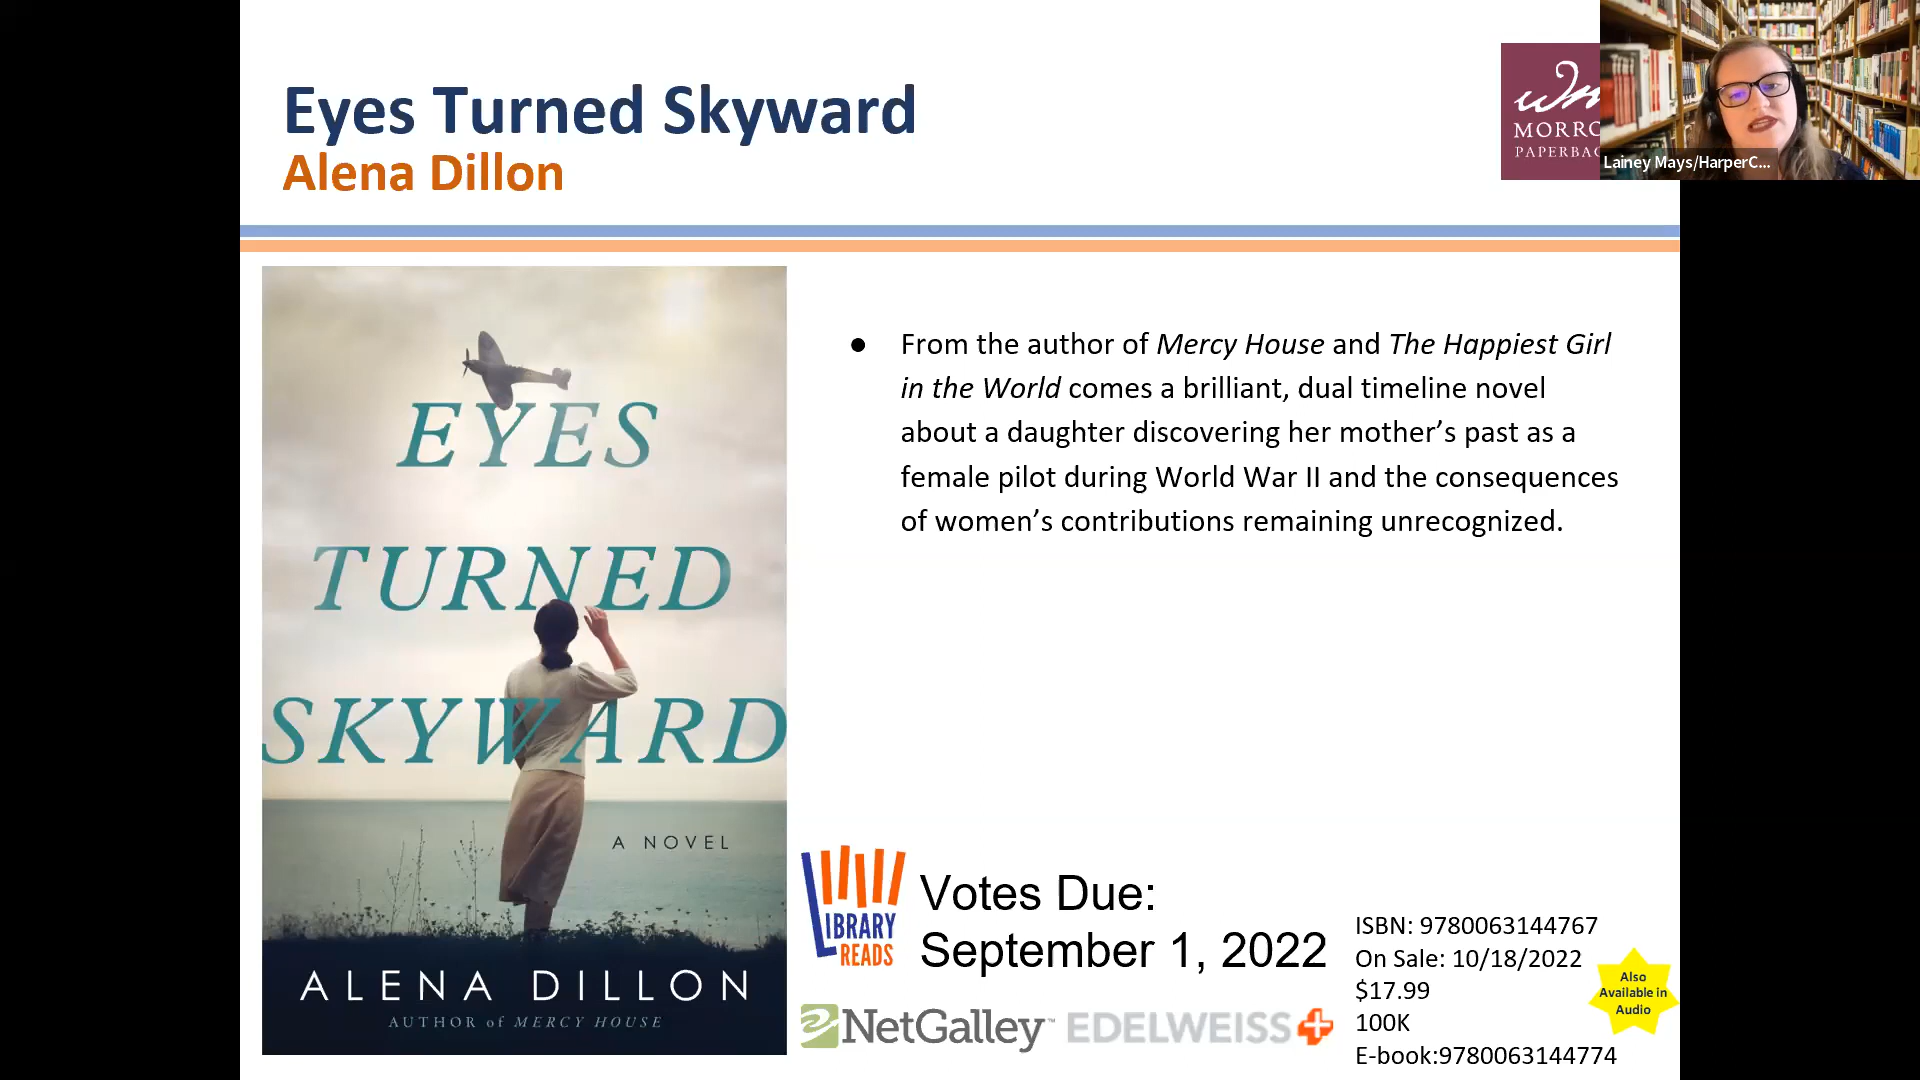 Eyes Turned Skyward
Alena Dillon
MORRO
PAPERBAC
Lainey Mays/HarperC...
EYES
TURNED
SKYWARD
A NOVEL
ALENA DILLON
AUTHOR of MERCY HOUSE
● From the author of Mercy House and The Happiest Girl
in the World comes a brilliant, dual timeline novel
about a daughter discovering her mother’s past as a
female pilot during World War II and the consequences
of women’s contributions remaining unrecognized.
LIBRARY
READS
Votes Due:
September 1, 2022
NetGalley™
EDELWEISS+
ISBN: 9780063144767
On Sale: 10/18/2022
$17.99
100K
E-book:9780063144774
Also
Available in
Audio